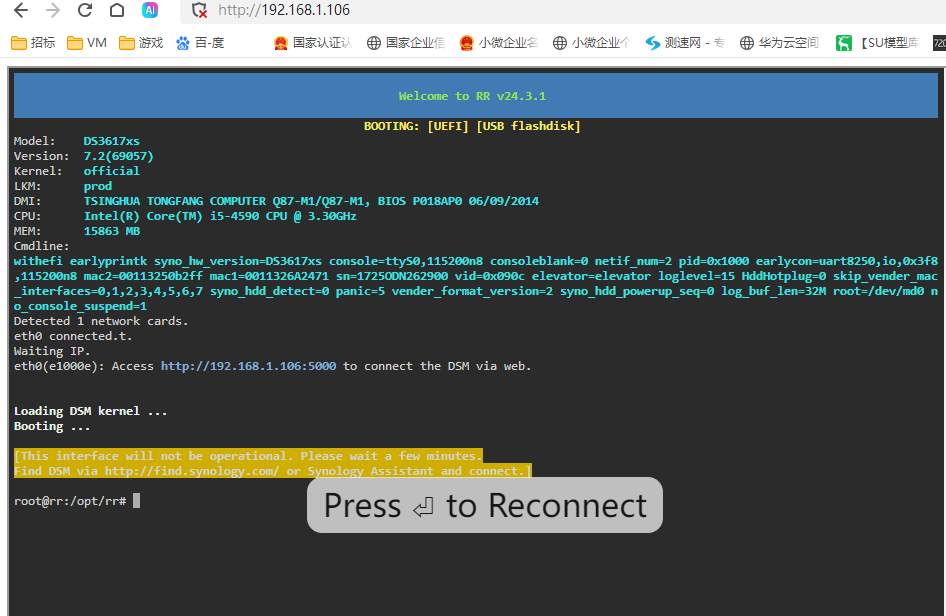 http://192.168.1.106
招标 VM 游戏 百-度 国家认证认 国家企业信 小微企业名 小微企业个 测速网 - 专 华为云空间 【SU模型库 720
Welcome to RR v24.3.1
BOOTING: [UEFI] [USB flashdisk]
Model: DS3617xs
Version: 7.2(69057)
Kernel: official
LKM: prod
DMI: TSINGHUA TONGFANG COMPUTER Q87-M1/Q87-M1, BIOS P018AP0 06/09/2014
CPU: Intel(R) Core(TM) i5-4590 CPU @ 3.30GHz
MEM: 15863 MB
Cmdline:
withefi earlyprintk syno_hw_version=DS3617xs console=ttyS0,115200n8 consoleblank=0 netif_num=2 pid=0x1000 earlycon=uart8250,io,0x3f8
,115200n8 mac2=00113250b2ff mac1=0011326A2471 sn=1725ODN262900 vid=0x090c elevator=elevator loglevel=15 HddHotplug=0 skip_vender_mac
_interfaces=0,1,2,3,4,5,6,7 syno_hdd_detect=0 panic=5 vender_format_version=2 syno_hdd_powerup_seq=0 log_buf_len=32M root=/dev/md0 n
o_console_suspend=1
Detected 1 network cards.
eth0 connected.t.
Waiting IP.
eth0(e1000e): Access http://192.168.1.106:5000 to connect the DSM via web.
Loading DSM kernel ...
Booting ...
[This interface will not be operational. Please wait a few minutes.
Find DSM via http://find.synology.com/ or Synology Assistant and connect.]
root@rr:/opt/rr#
Press ⏎ to Reconnect